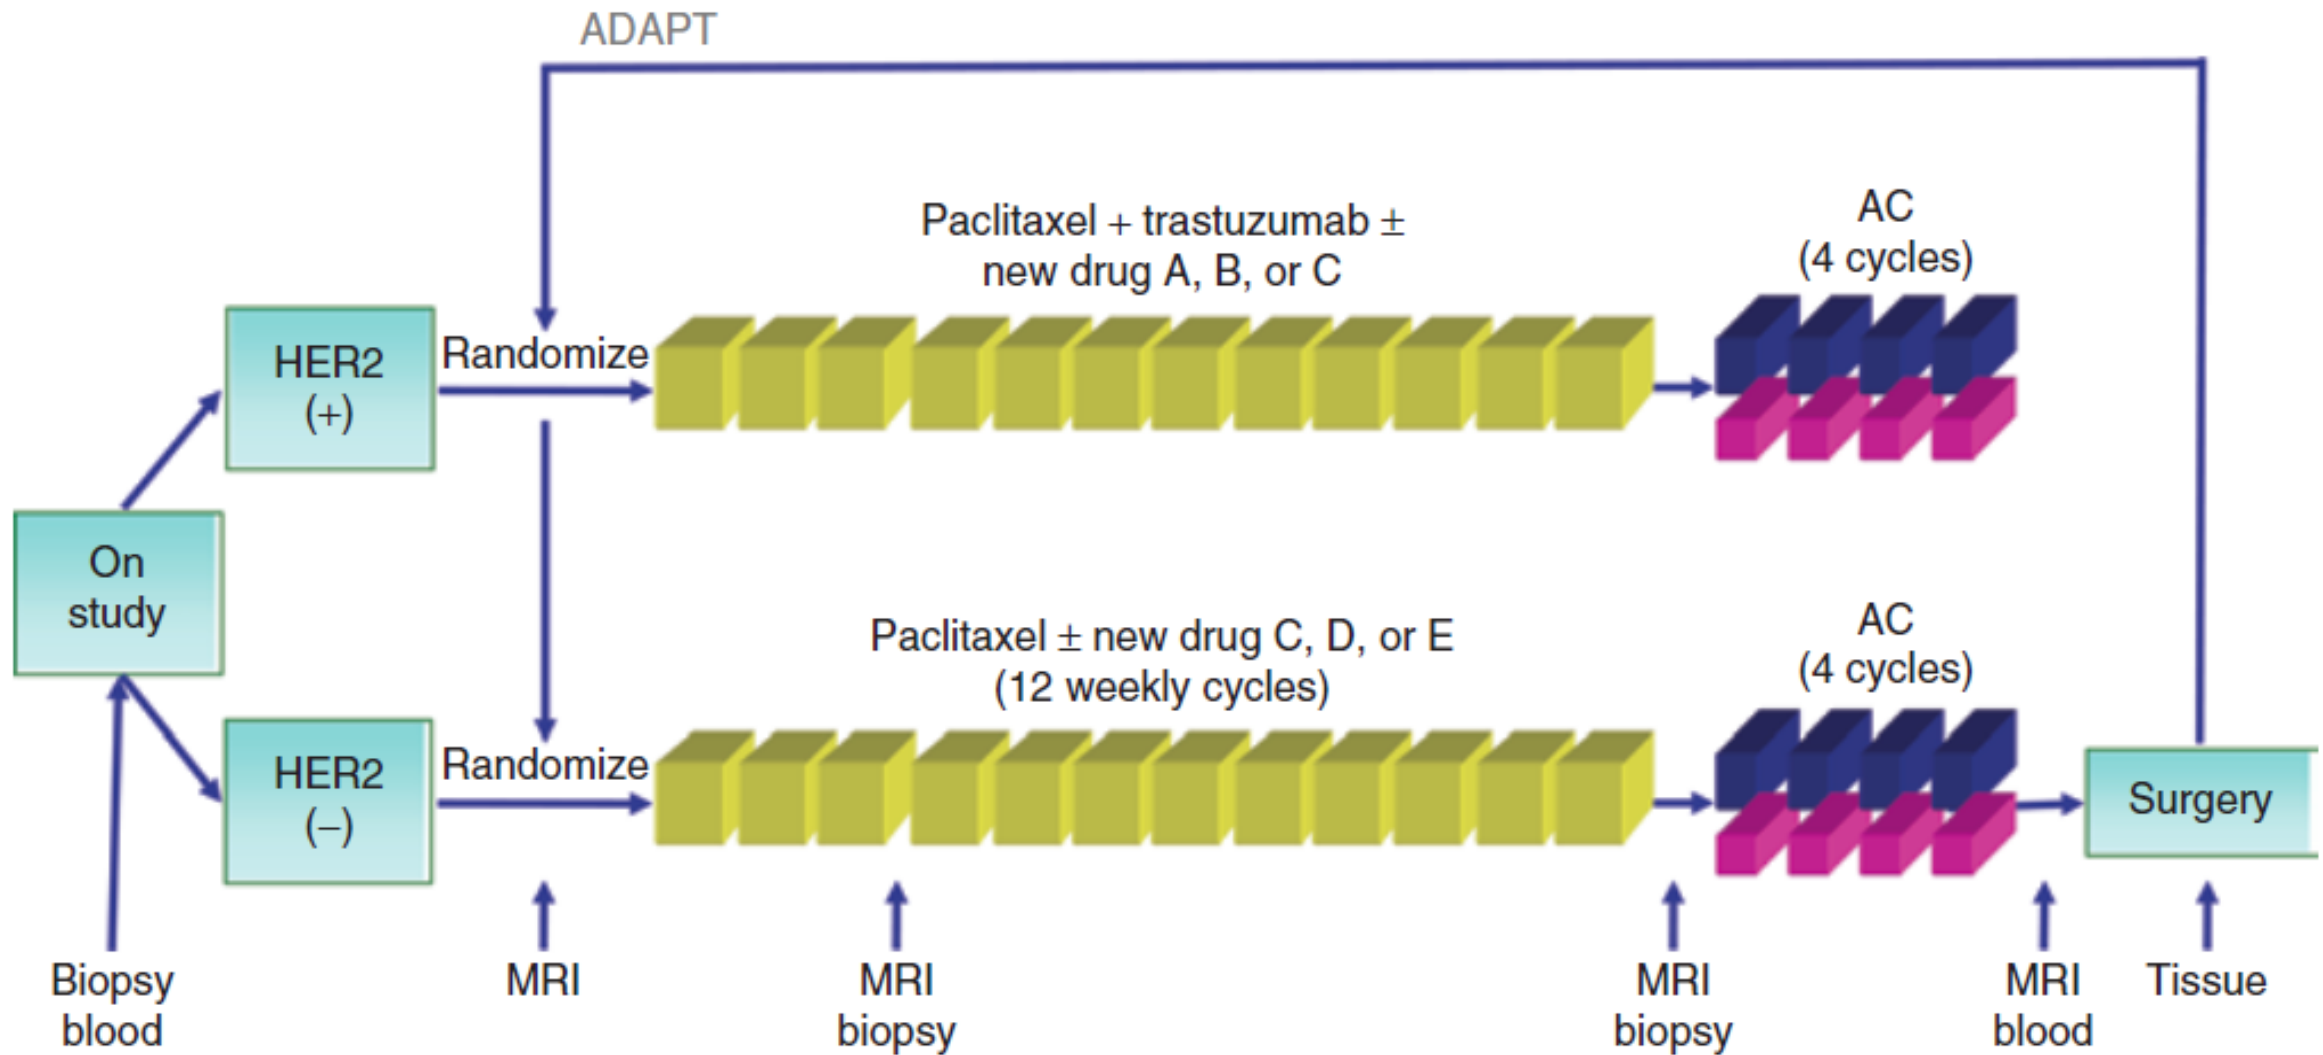 ADAPT
Paclitaxel + trastuzumab ±
new drug A, B, or C
AC
(4 cycles)
HER2
(+)
Randomize
On
study
Paclitaxel ± new drug C, D, or E
(12 weekly cycles)
AC
(4 cycles)
HER2
(–)
Randomize
Surgery
Biopsy
blood
MRI
MRI
biopsy
MRI
biopsy
MRI
blood
Tissue